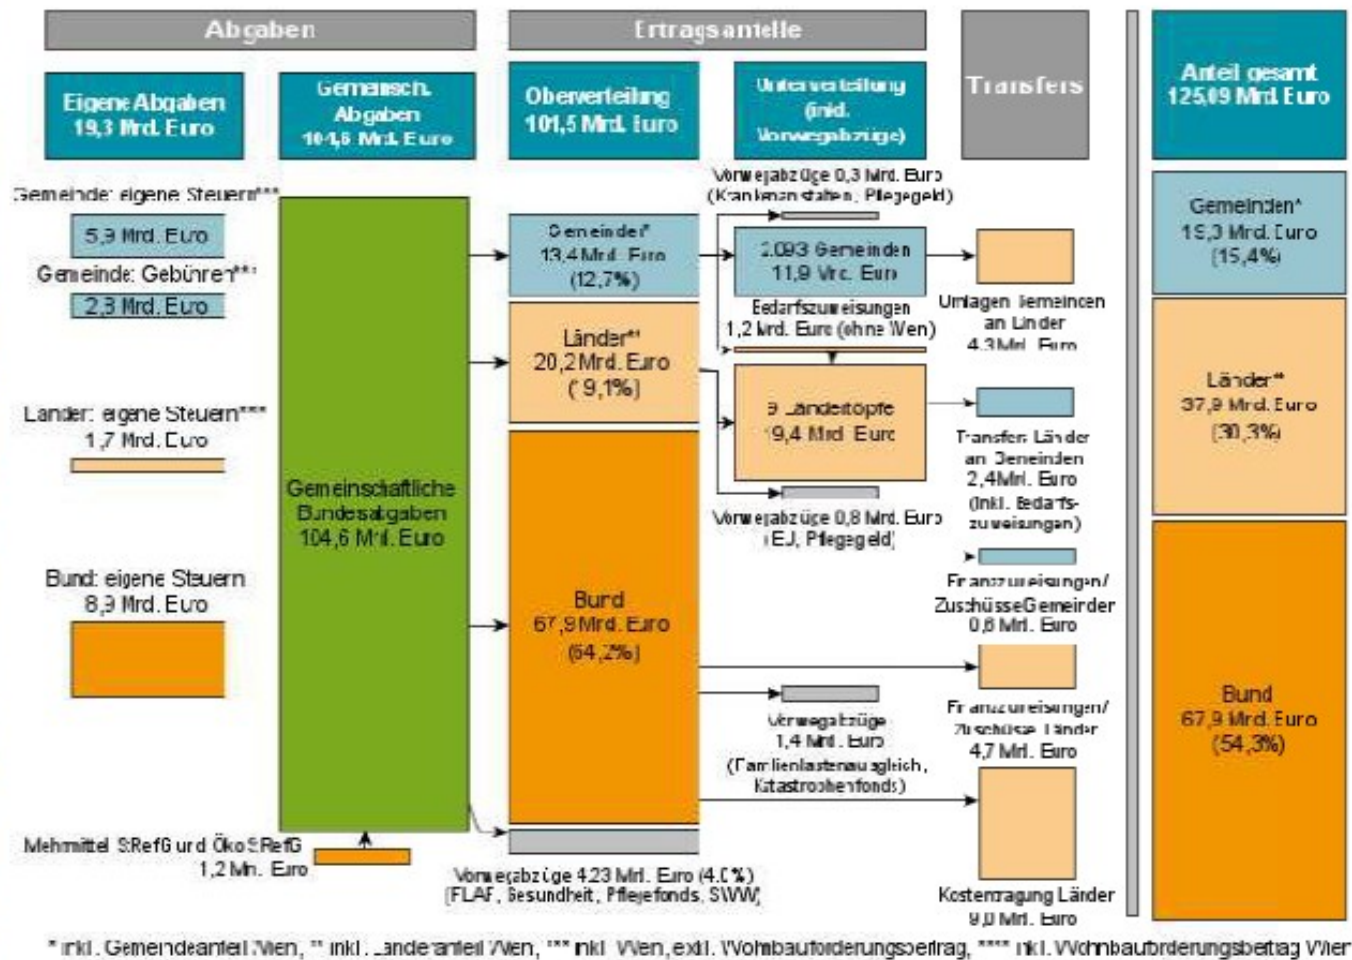 Abgaben
Ertragsanteile
Transfers
Anteil gesamt
125,09 Mrd. Euro
Eigene Abgaben
19,3 Mrd. Euro
Gemeinsch.
Abgaben
104,6 Mrd. Euro
Oberverteilung
101,5 Mrd. Euro
Unterverteilung
(inkl.
Vorwegabzüge)
Gemeinde: eigene Steuern***
5,9 Mrd. Euro
Gemeinde: Gebühren***
2,8 Mrd. Euro
Länder: eigene Steuern****
1,7 Mrd. Euro
Bund: eigene Steuern
8,9 Mrd. Euro
Gemeinschaftliche
Bundesabgaben
104,6 Mrd. Euro
Mehrmittel StRefG und ÖkoStRefG
1,2 Mrd. Euro
Gemeinden*
13,4 Mrd. Euro
(12,7%)
Länder**
20,2 Mrd. Euro
(19,1%)
Bund
67,9 Mrd. Euro
(64,2%)
Vorwegabzüge 4,23 Mrd. Euro (4,0%)
(FLAF, Gesundheit, Pflegefonds, SWW)
Vorwegabzüge 0,3 Mrd. Euro
(Krankenanstalten, Pflegegeld)
2.093 Gemeinden
11,9 Mrd. Euro
Bedarfszuweisungen
1,2 Mrd. Euro (ohne Wien)
9 Ländertöpfe
19,4 Mrd. Euro
Vorwegabzüge 0,8 Mrd. Euro
Pflegegeld)
Vorwegabzüge
1,4 Mrd. Euro
(Familienlastenausgleich,
Katastrophenfonds)
Umlagen Gemeinden
an Länder
4,3 Mrd. Euro
Transfers Länder
an Gemeinden
2,4 Mrd. Euro
(inkl. Bedarfs-
zuweisungen)
Finanzzuweisungen/
Zuschüsse Gemeinden
Mrd. Euro
Finanzzuweisungen/
Zuschüsse Länder
4,7 Mrd. Euro
Kostentragung Länder
9,0 Mrd. Euro
Gemeinden*
19,3 Mrd. Euro
(15,4%)
Länder**
37,9 Mrd. Euro
(30,3%)
Bund
67,9 Mrd. Euro
(54,3%)
* inkl. Gemeindeanteil Wien, ** inkl. Länderanteil Wien, *** inkl. Wien, exkl. Wohnbauförderungsbeitrag, **** inkl. Wohnbauförderungsbeitrag Wien